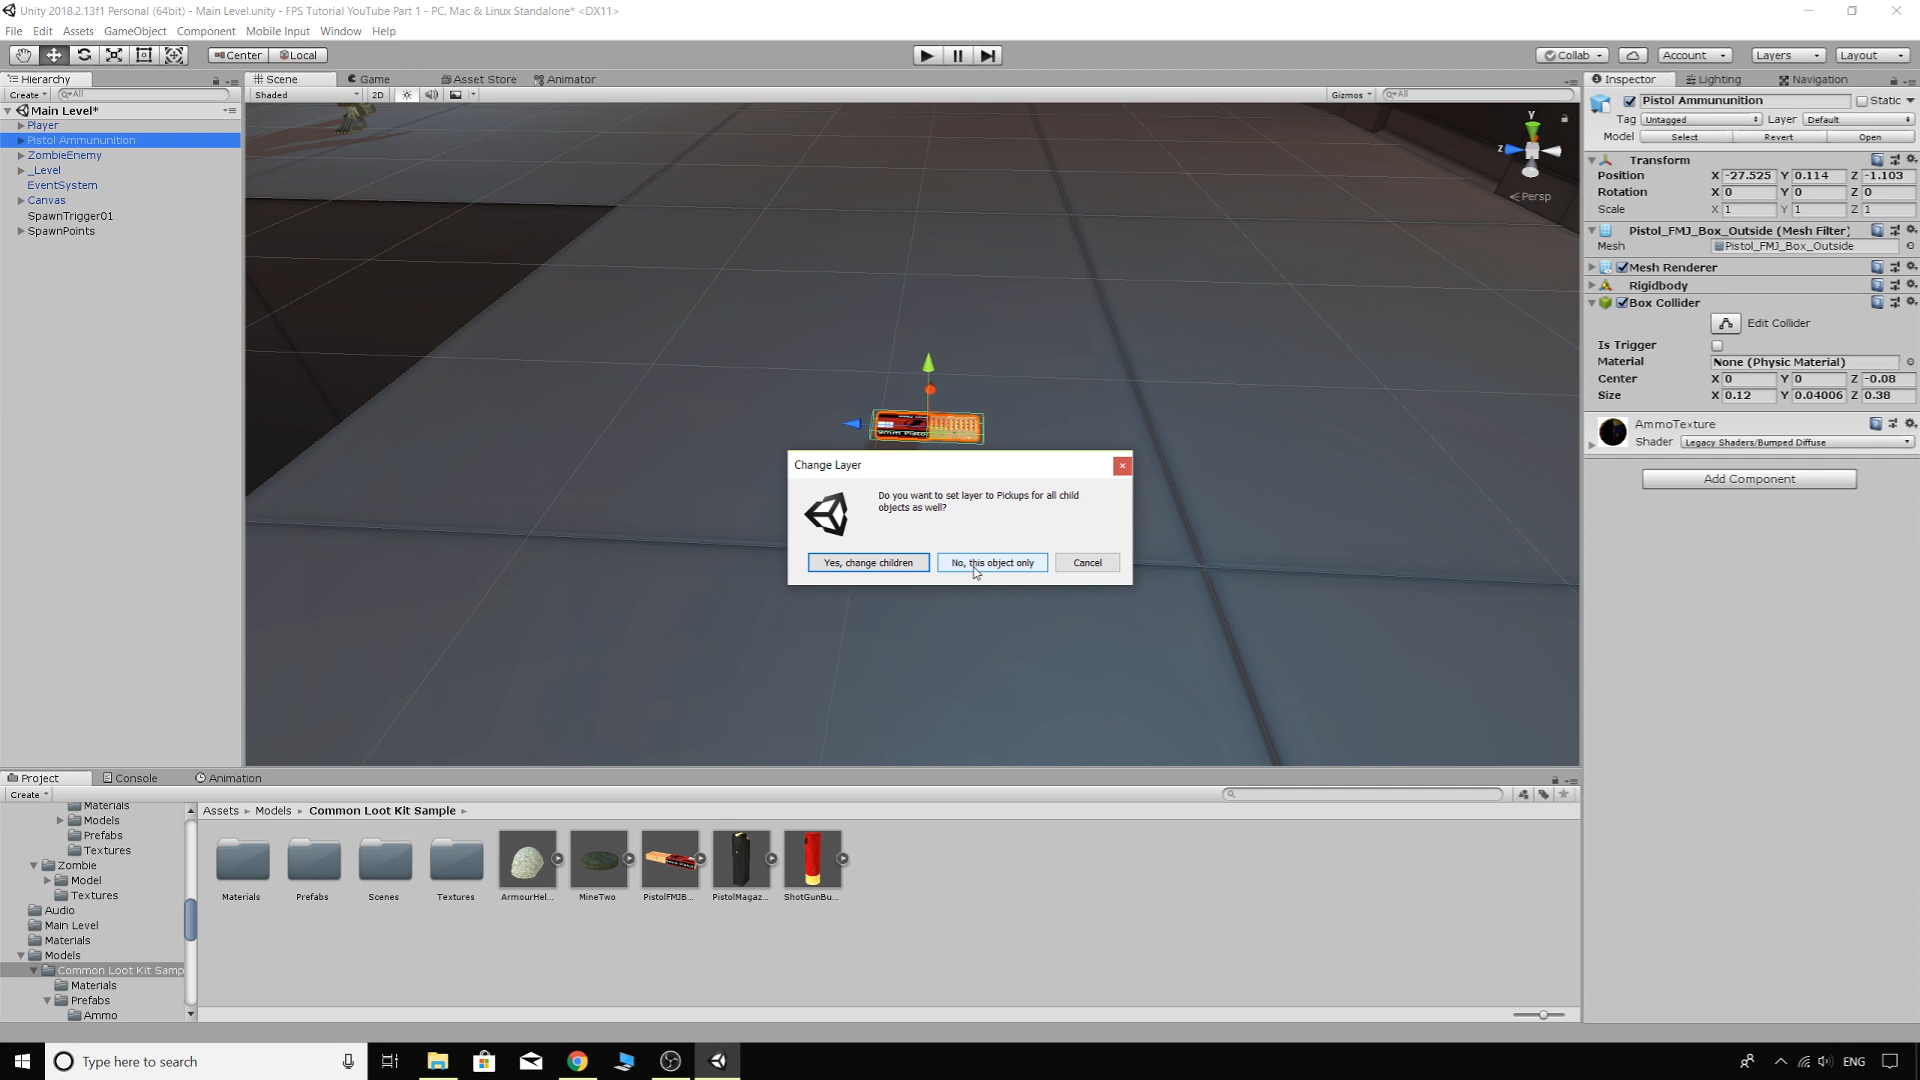 Unity 2018.2.13f1 Personal (64bit) - Main Level.unity - FPS Tutorial YouTube Part 1 - PC, Mac & Linux Standalone* <DX11>
File Edit Assets GameObject Component Mobile Input Window Help
Center Local Collab Account Layers Layout
Hierarchy Scene Game Asset Store Animator Inspector Lighting Navigation
Create All Shaded 2D Gizmos All
Main Level*
Player
Pistol Ammununition
ZombieEnemy
_Level
EventSystem
Canvas
SpawnTrigger01
SpawnPoints
y
z
Persp
Pistol Ammununition Static
Tag Untagged Layer Default
Model Select Revert Open
Transform
Position X -27.525 Y 0.114 Z -1.103
Rotation X 0 Y 0 Z 0
Scale X 1 Y 1 Z 1
Pistol_FMJ_Box_Outside (Mesh Filter)
Mesh Pistol_FMJ_Box_Outside
Mesh Renderer
Rigidbody
Box Collider
Edit Collider
Is Trigger
Material None (Physic Material)
Center X 0 Y 0 Z -0.08
Size X 0.12 Y 0.04006 Z 0.38
AmmoTexture
Shader Legacy Shaders/Bumped Diffuse
Add Component
9mm Pisto
Change Layer
Do you want to set layer to Pickups for all child
objects as well?
Yes, change children No, this object only Cancel
Project Console Animation
Create
Materials
Models
Prefabs
Textures
Zombie
Model
Textures
Audio
Main Level
Materials
Models
Common Loot Kit Samp
Materials
Prefabs
Ammo
Assets Models Common Loot Kit Sample
Materials Prefabs Scenes Textures ArmourHel... MineTwo PistolFMJB... PistolMagaz... ShotGunBu...
Type here to search
ENG